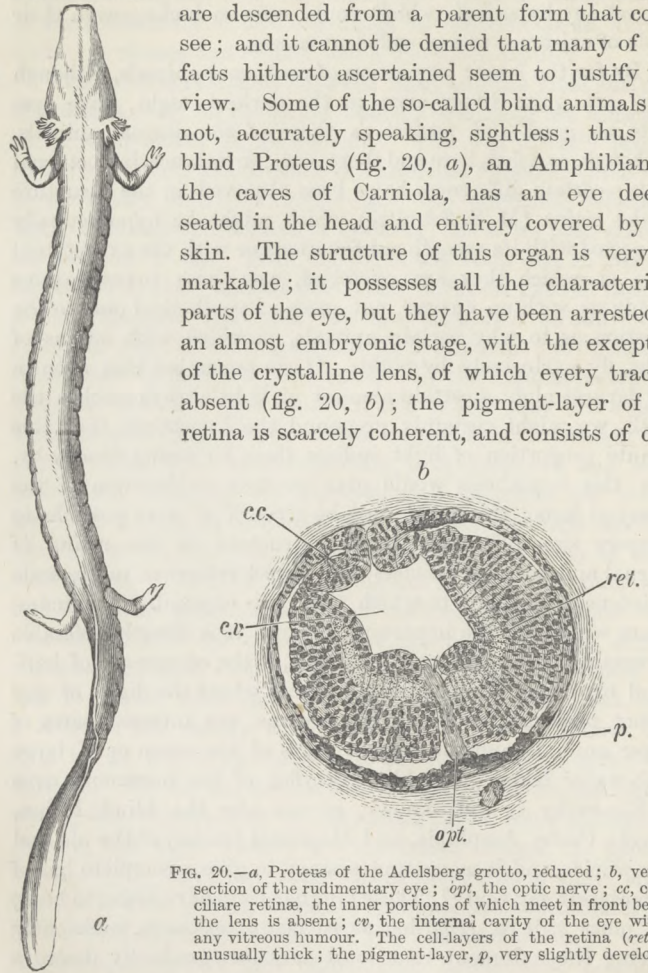 are descended from a parent form that co
see; and it cannot be denied that many of
facts hitherto ascertained seem to justify
view. Some of the so-called blind animals
not, accurately speaking, sightless; thus
blind Proteus (fig. 20, a), an Amphibian
the caves of Carniola, has an eye dee
seated in the head and entirely covered by
skin. The structure of this organ is very
markable; it possesses all the characteri
parts of the eye, but they have been arrested
an almost embryonic stage, with the except
of the crystalline lens, of which every trac
absent (fig. 20, b); the pigment-layer of
retina is scarcely coherent, and consists of c
b
c.c.
ret.
c.v.
p.
opt.
a
FIG. 20.—a, Proteus of the Adelsberg grotto, reduced; b, ve
section of the rudimentary eye; opt, the optic nerve; cc, c
ciliare retinæ, the inner portions of which meet in front be
the lens is absent; cv, the internal cavity of the eye wi
any vitreous humour. The cell-layers of the retina (ret
unusually thick; the pigment-layer, p, very slightly develo